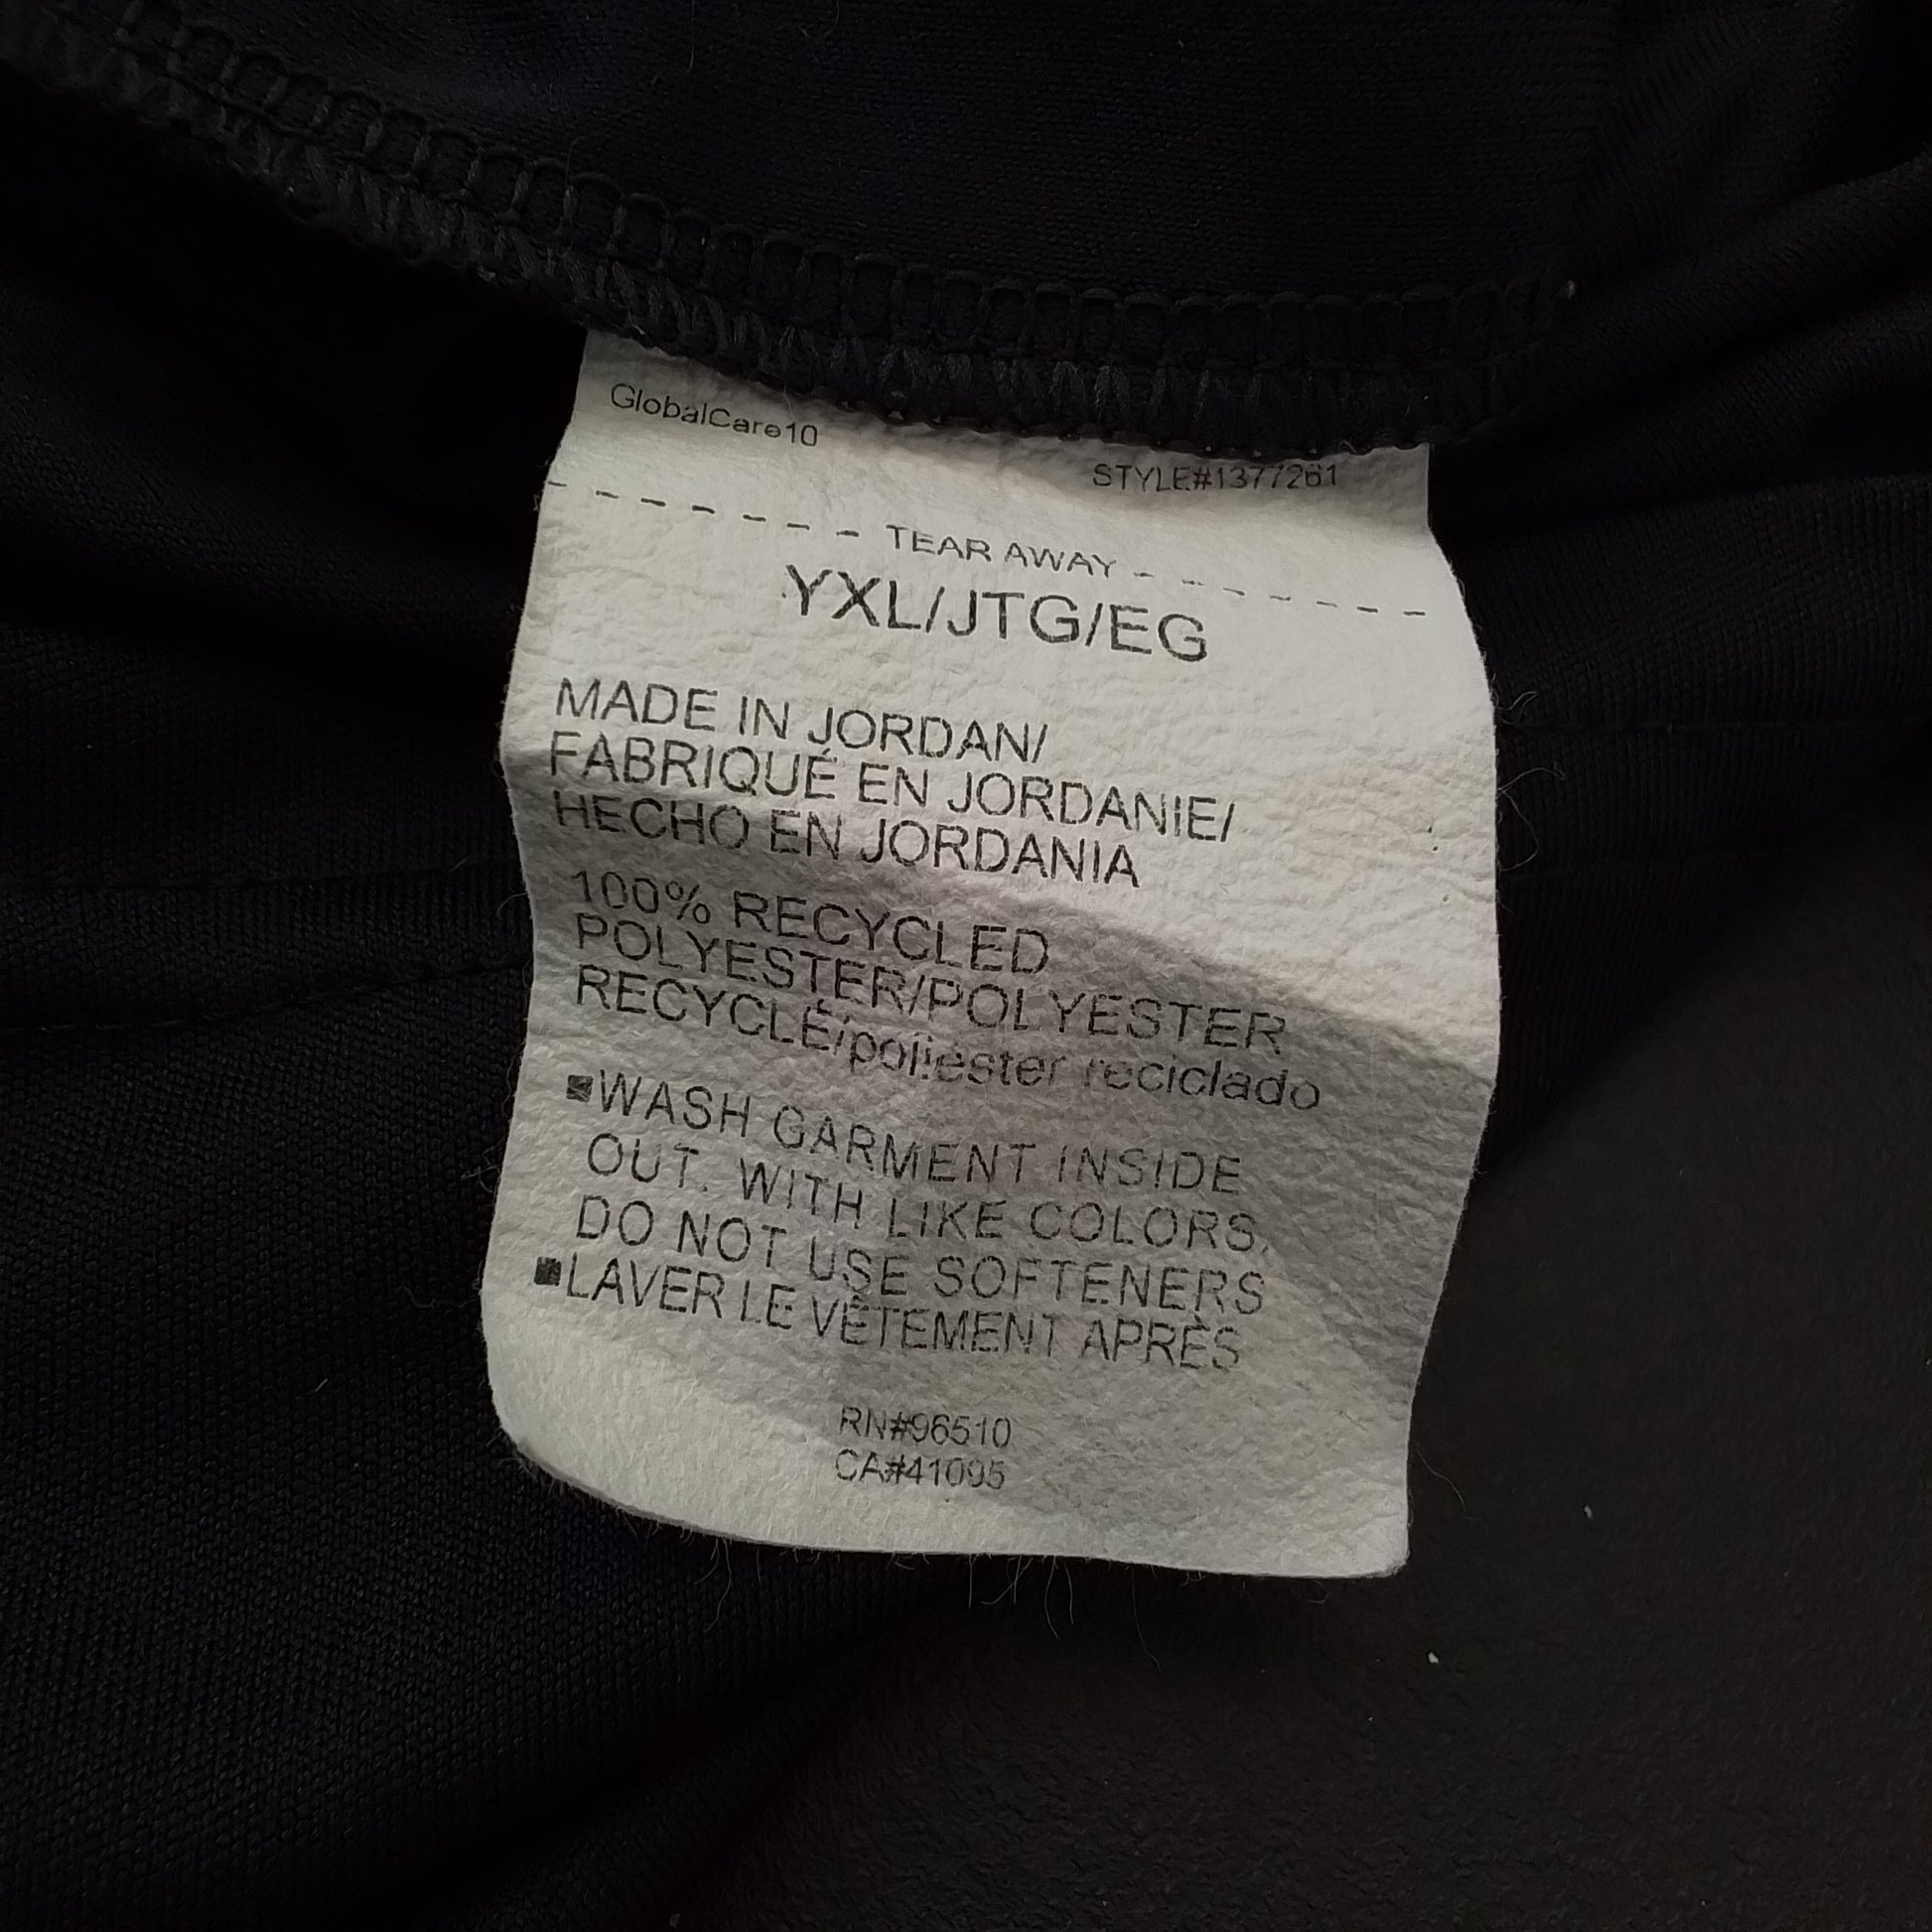 GlobalCare10
STYLE#1377261
TEAR AWAY
YXL/JTG/EG
MADE IN JORDAN/
FABRIQUÉ EN JORDANIE/
HECHO EN JORDANIA
100% RECYCLED
POLYESTER/POLYESTER
RECYCLÉ/poliéster reciclado
▪WASH GARMENT INSIDE
OUT. WITH LIKE COLORS.
DO NOT USE SOFTENERS
▪LAVER LE VÊTEMENT APRÈS
RN#96510
CA#41095